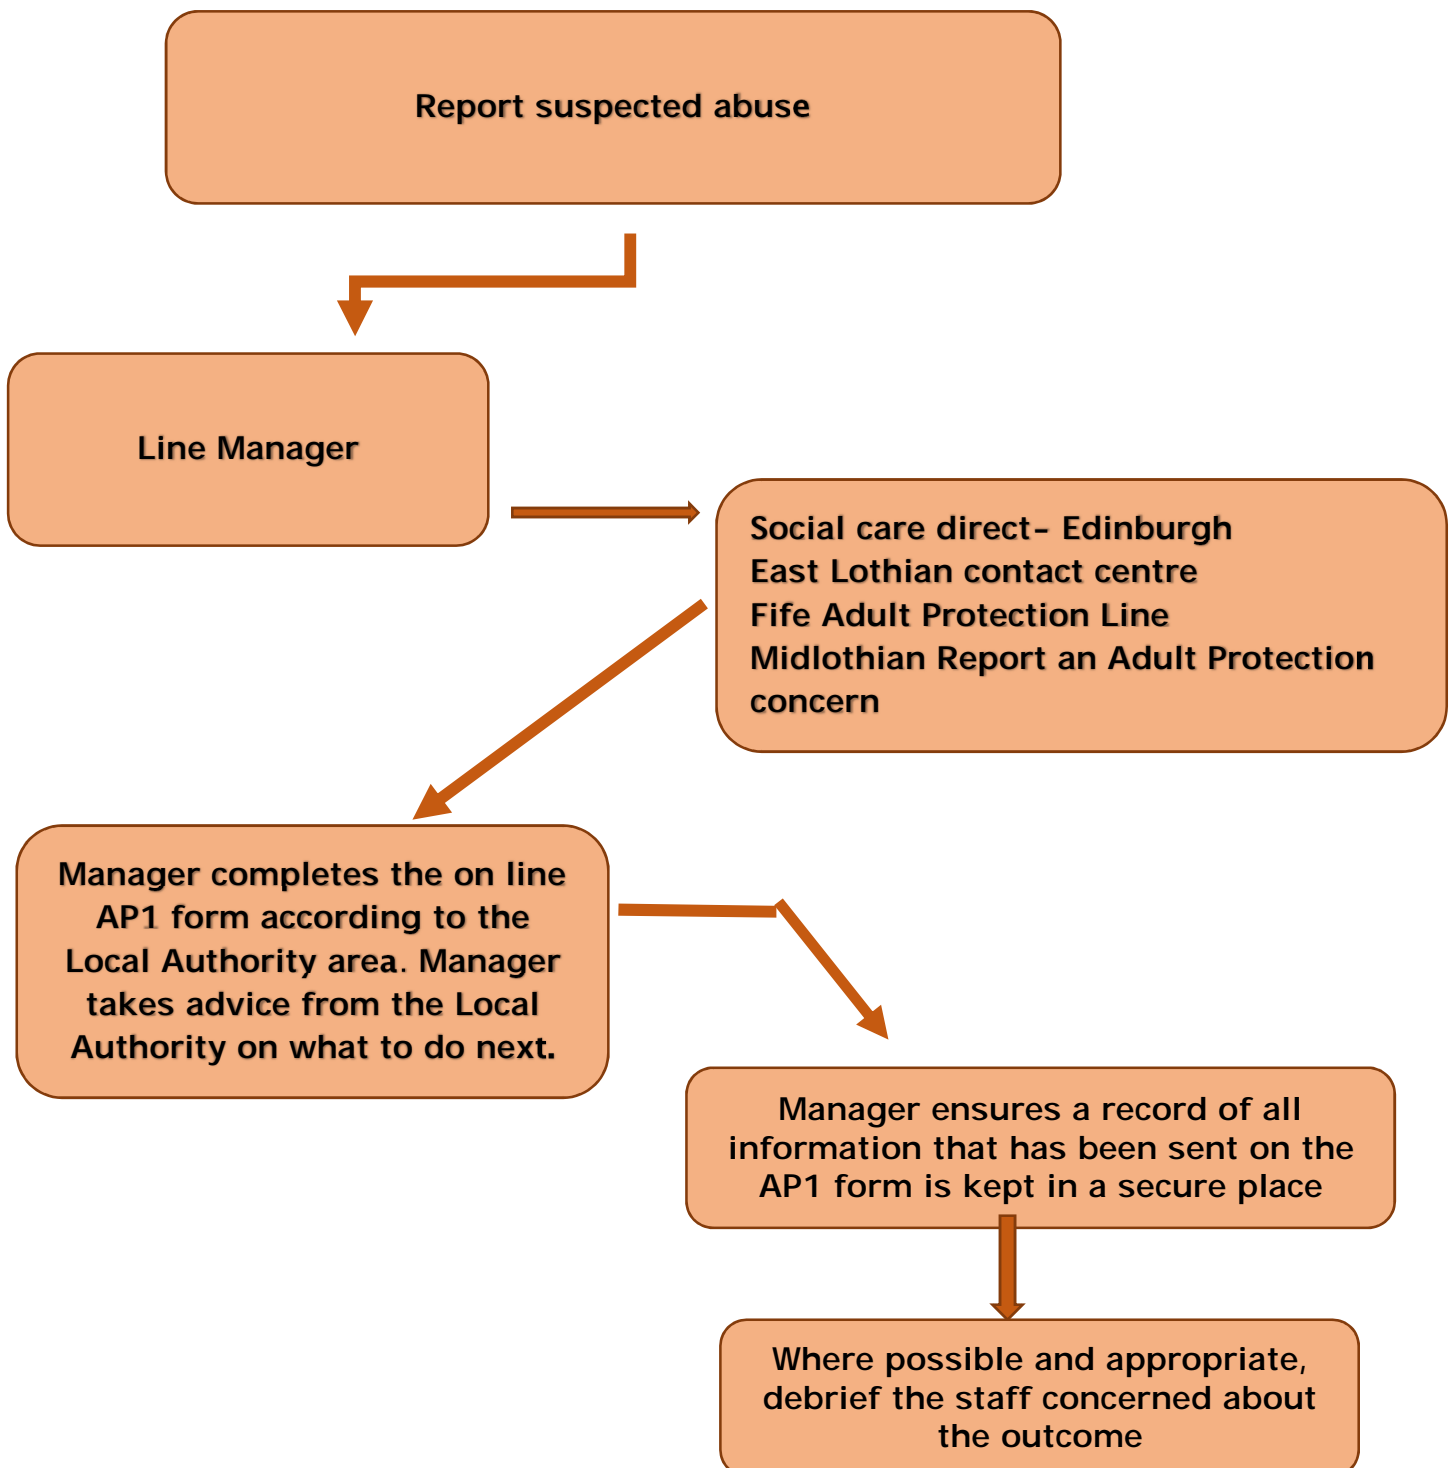 Report suspected abuse
Line Manager
Social care direct– Edinburgh
East Lothian contact centre
Fife Adult Protection Line
Midlothian Report an Adult Protection
concern
Manager completes the on line
AP1 form according to the
Local Authority area. Manager
takes advice from the Local
Authority on what to do next.
Manager ensures a record of all
information that has been sent on the
AP1 form is kept in a secure place
Where possible and appropriate,
debrief the staff concerned about
the outcome